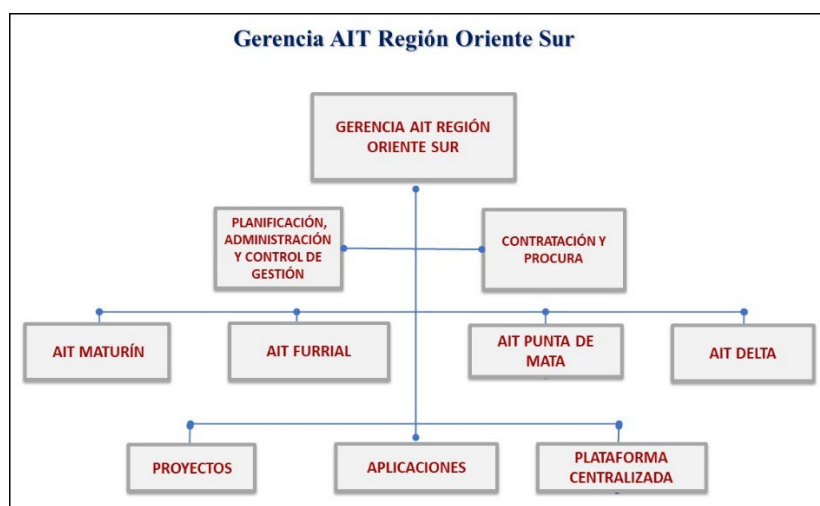 Gerencia AIT Región Oriente Sur
GERENCIA AIT REGIÓN
ORIENTE SUR
PLANIFICACIÓN,
ADMINISTRACIÓN
Y CONTROL DE
GESTIÓN
CONTRATACIÓN Y
PROCURA
AIT MATURÍN
AIT FURRIAL
AIT PUNTA DE
MATA
AIT DELTA
PROYECTOS
APLICACIONES
PLATAFORMA
CENTRALIZADA